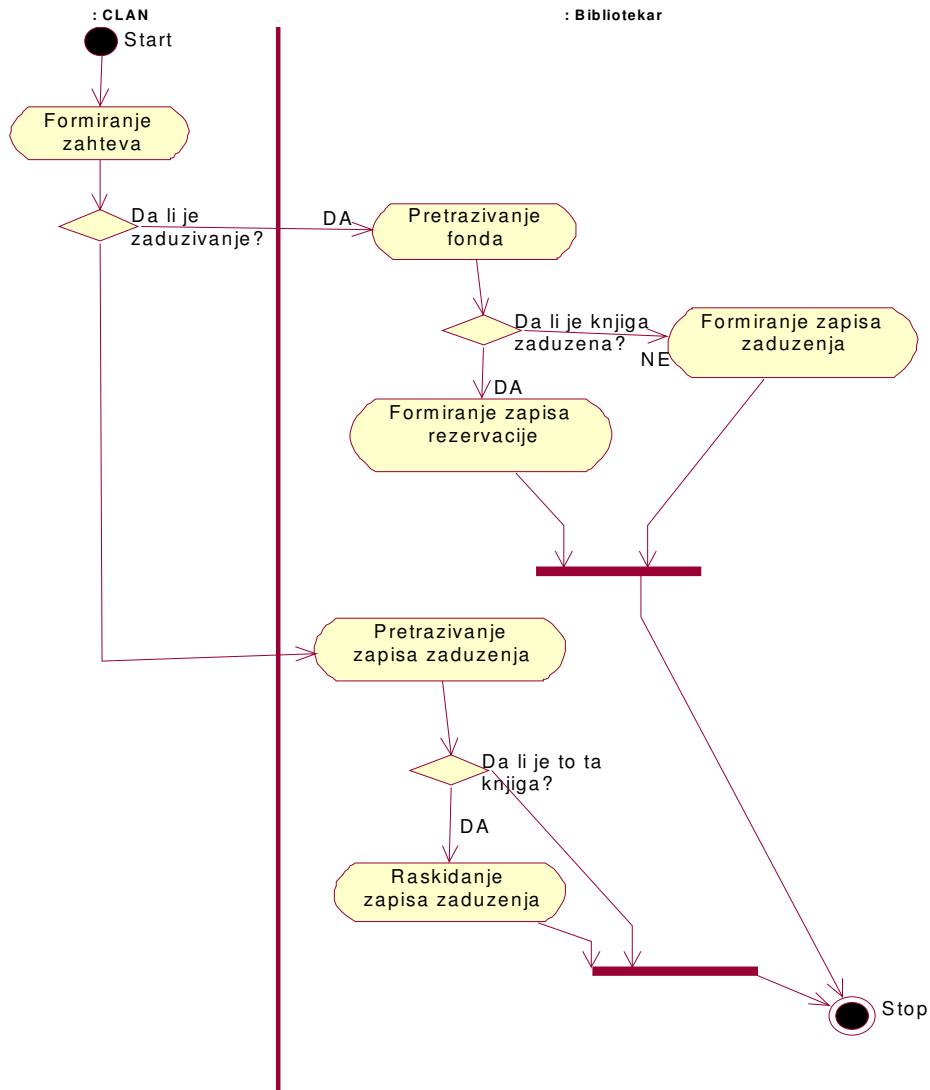 : CLAN
: Bibliotekar
Start
Formiranje
zahteva
Da li je
zaduzivanje?
DA
Pretrazivanje
fonda
Da li je knjiga
zaduzena?
NE
Formiranje zapisa
zaduzenja
DA
Formiranje zapisa
rezervacije
Pretrazivanje
zapisa zaduzenja
Da li je to ta
knjiga?
DA
Raskidanje
zapisa zaduzenja
Stop